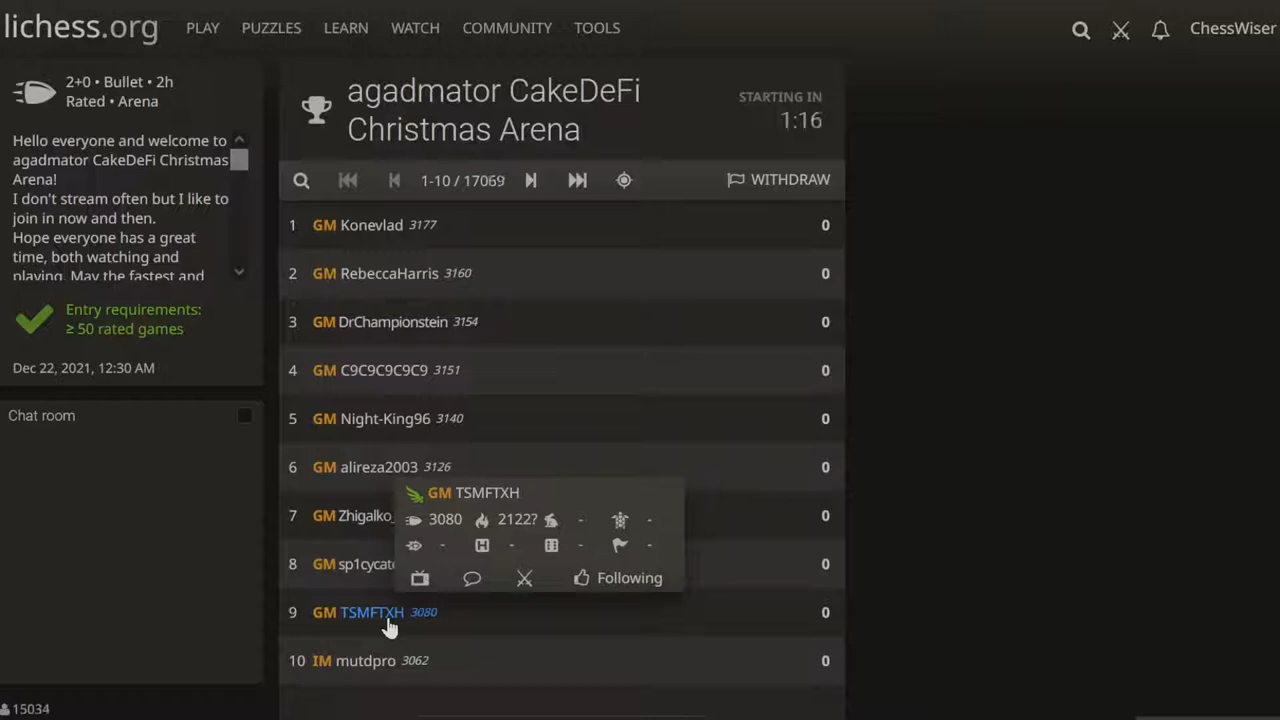 lichess.org PLAY PUZZLES LEARN WATCH COMMUNITY TOOLS ChessWiser
2+0 • Bullet • 2h
Rated • Arena
Hello everyone and welcome to
agadmator CakeDeFi Christmas
Arena!
I don't stream often but I like to
join in now and then.
Hope everyone has a great
time, both watching and
playing. May the fastest and
Entry requirements:
≥ 50 rated games
Dec 22, 2021, 12:30 AM
Chat room
15034
agadmator CakeDeFi
Christmas Arena
STARTING IN
1:16
1-10 / 17069 WITHDRAW
1 GM Konevlad 3177 0
2 GM RebeccaHarris 3160 0
3 GM DrChampionstein 3154 0
4 GM C9C9C9C9C9 3151 0
5 GM Night-King96 3140 0
6 GM alireza2003 3126 0
7 GM Zhigalko_ 0
8 GM sp1cycat 0
GM TSMFTXH
3080 2122? - -
- - - -
Following
9 GM TSMFTXH 3080 0
10 IM mutdpro 3062 0